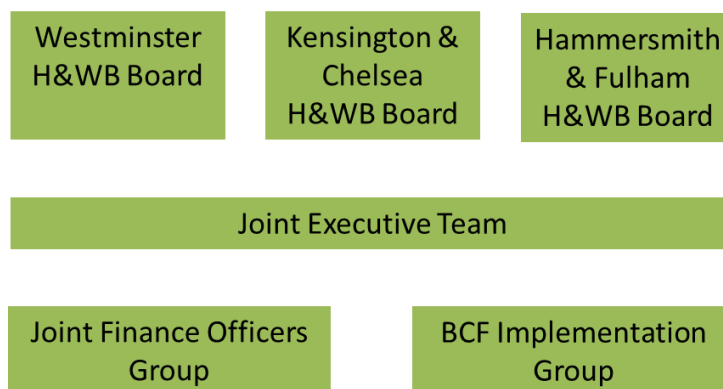 Westminster
H&WB Board
Kensington &
Chelsea
H&WB Board
Hammersmith
& Fulham
H&WB Board
Joint Executive Team
Joint Finance Officers
Group
BCF Implementation
Group